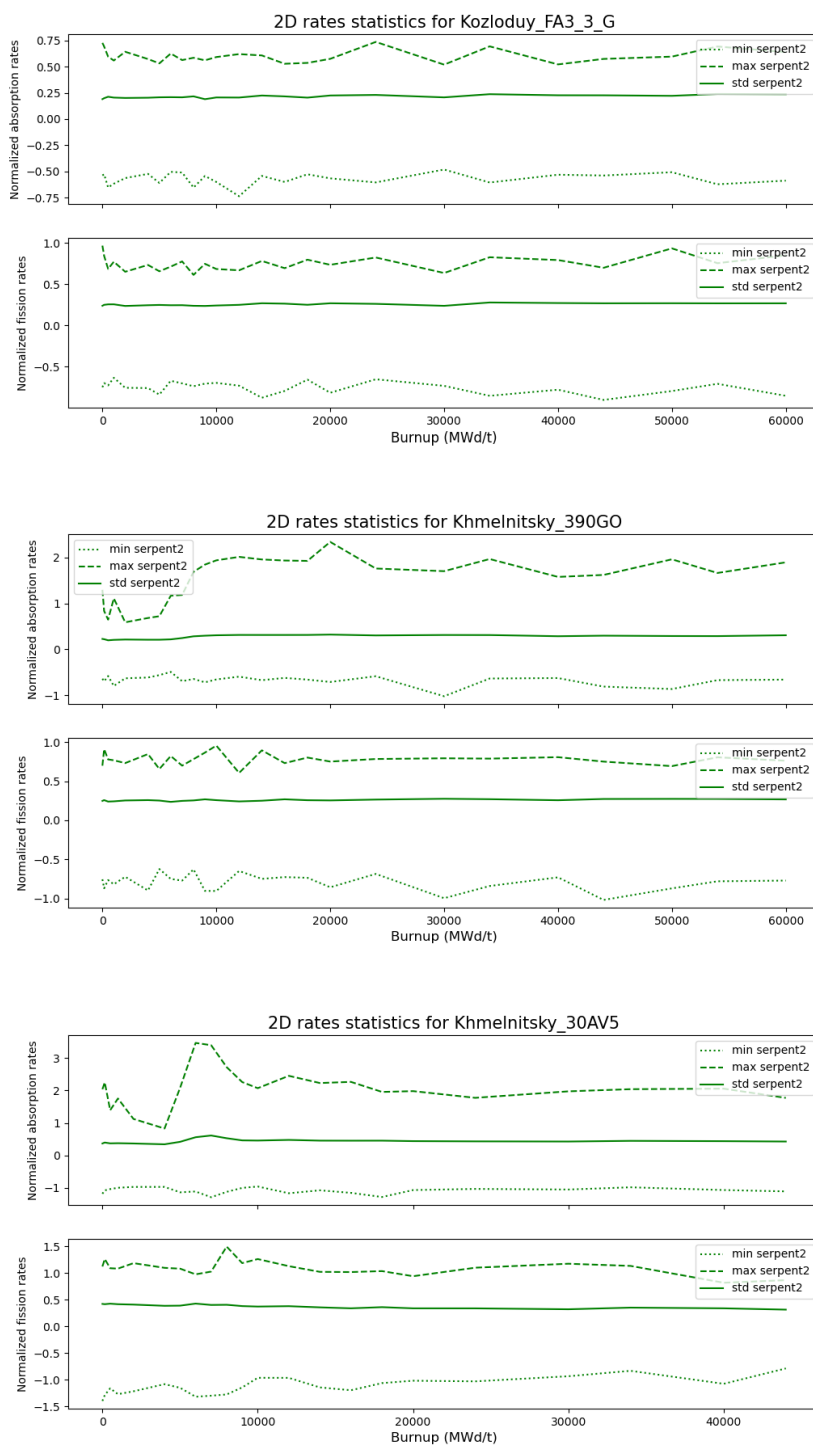 2D rates statistics for Kozloduy_FA3_3_G
Normalized absorption rates
0.75
0.50
0.25
0.00
−0.25
−0.50
−0.75
min serpent2
max serpent2
std serpent2
Normalized fission rates
1.0
0.5
0.0
−0.5
min serpent2
max serpent2
std serpent2
0 10000 20000 30000 40000 50000 60000
Burnup (MWd/t)
2D rates statistics for Khmelnitsky_390GO
Normalized absorption rates
2
1
0
−1
min serpent2
max serpent2
std serpent2
Normalized fission rates
1.0
0.5
0.0
−0.5
−1.0
min serpent2
max serpent2
std serpent2
0 10000 20000 30000 40000 50000 60000
Burnup (MWd/t)
2D rates statistics for Khmelnitsky_30AV5
Normalized absorption rates
3
2
1
0
−1
min serpent2
max serpent2
std serpent2
Normalized fission rates
1.5
1.0
0.5
0.0
−0.5
−1.0
−1.5
min serpent2
max serpent2
std serpent2
0 10000 20000 30000 40000
Burnup (MWd/t)